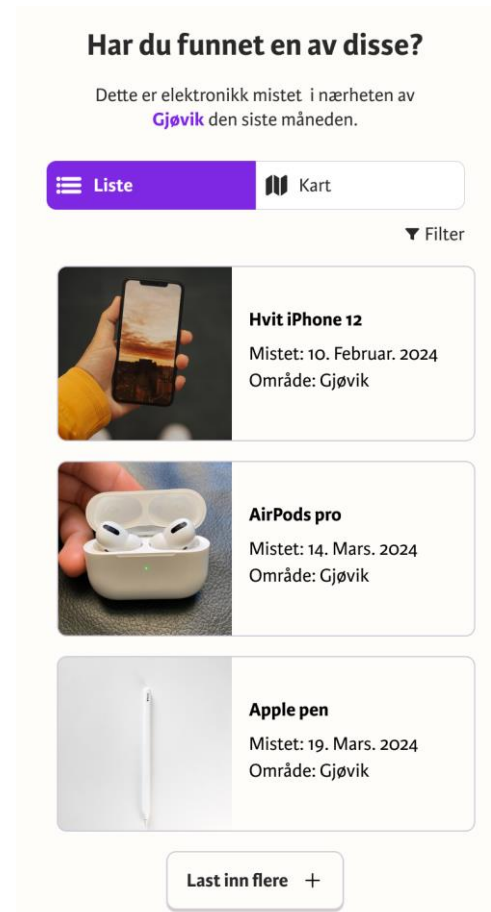 Har du funnet en av disse?
Dette er elektronikk mistet i nærheten av
Gjøvik den siste måneden.
Liste
Kart
Filter
Hvit iPhone 12
Mistet: 10. Februar. 2024
Område: Gjøvik
AirPods pro
Mistet: 14. Mars. 2024
Område: Gjøvik
Apple pen
Mistet: 19. Mars. 2024
Område: Gjøvik
Last inn flere +